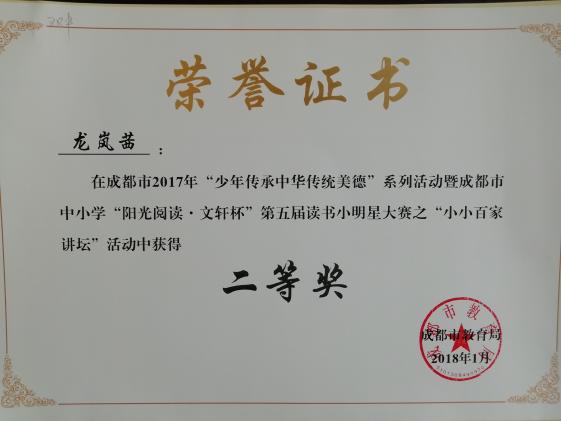 荣誉证书
龙岚茜：
在成都市2017年“少年传承中华传统美德”系列活动暨成都市
中小学“阳光阅读·文轩杯”第五届读书小明星大赛之“小小百家
讲坛”活动中获得
二等奖
成都市教育局
2018年1月